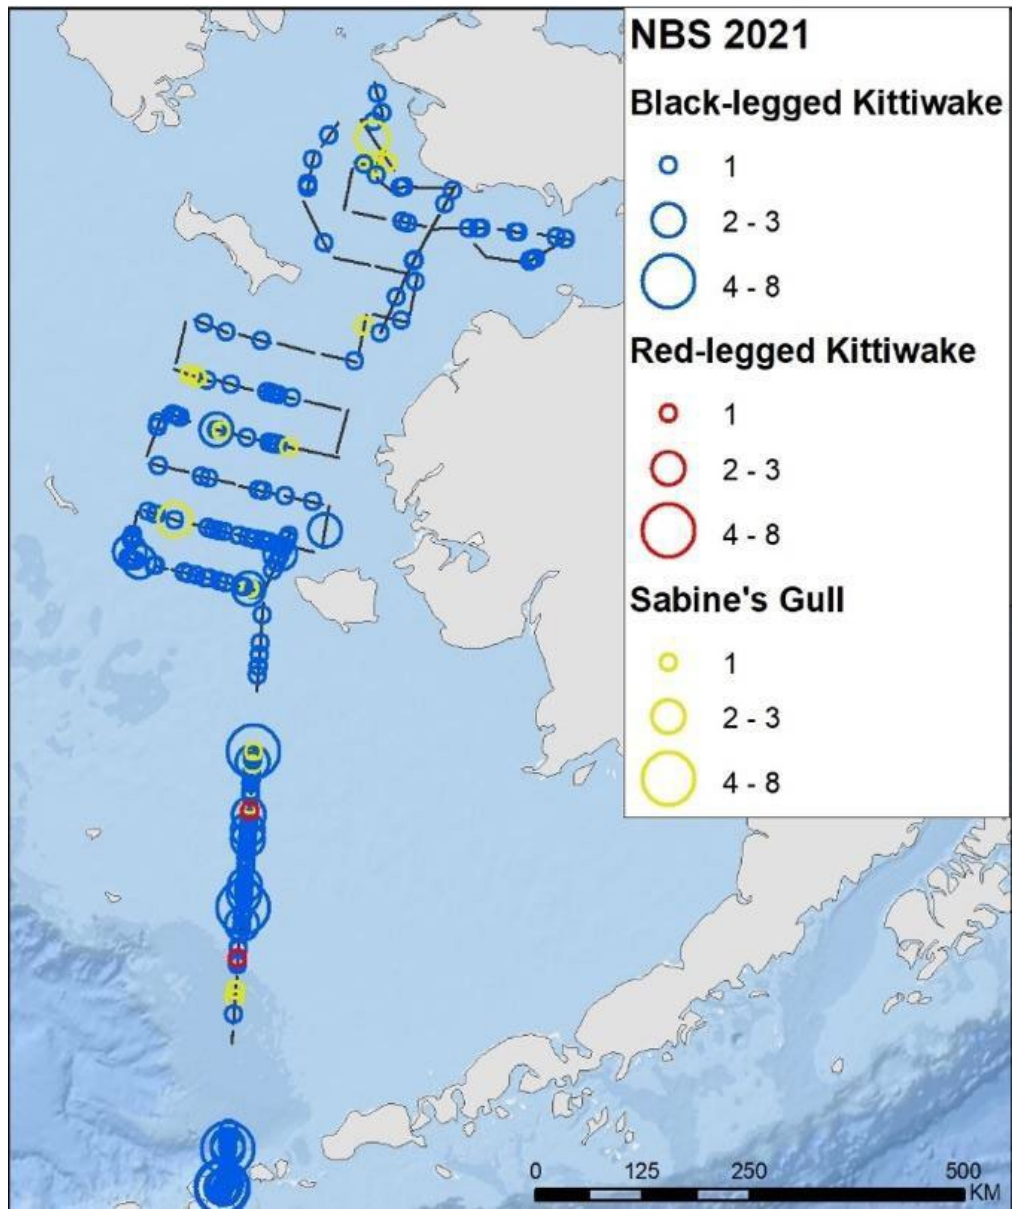 NBS 2021
Black-legged Kittiwake
1
2 - 3
4 - 8
Red-legged Kittiwake
1
2 - 3
4 - 8
Sabine's Gull
1
2 - 3
4 - 8
0 125 250 500
KM